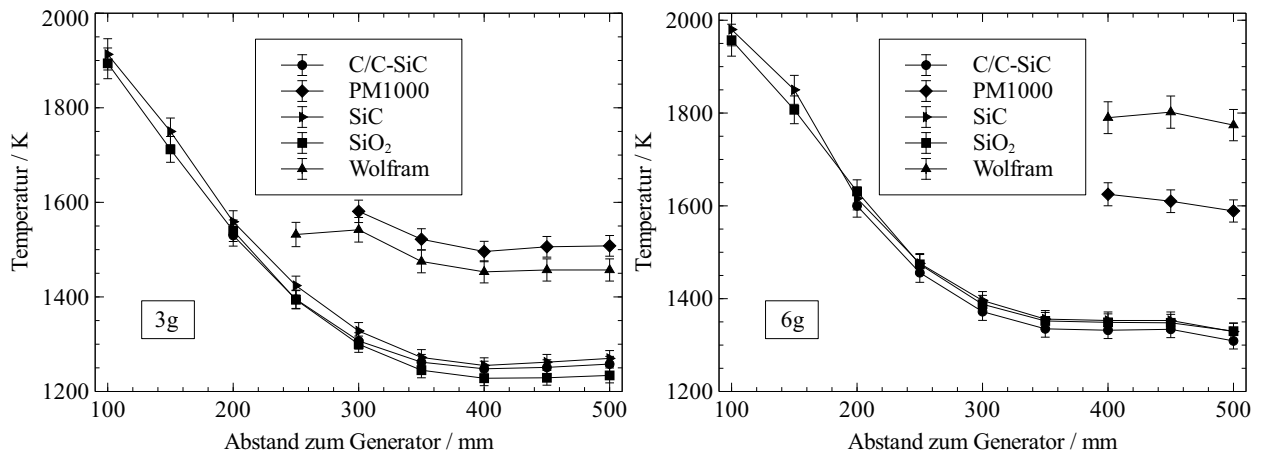 2000
1800
1600
1400
1200
Temperatur / K
C/C-SiC
PM1000
SiC
SiO₂
Wolfram
3g
100
200
300
400
500
Abstand zum Generator / mm
2000
1800
1600
1400
1200
Temperatur / K
C/C-SiC
PM1000
SiC
SiO₂
Wolfram
6g
100
200
300
400
500
Abstand zum Generator / mm